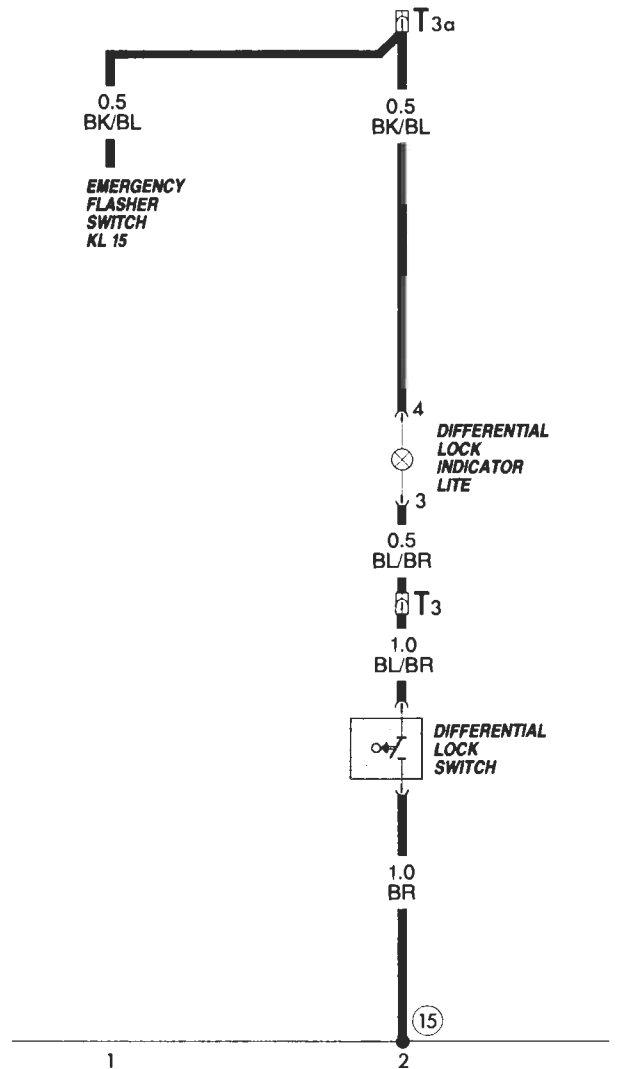 T3a
0.5
BK/BL
EMERGENCY
FLASHER
SWITCH
KL 15
0.5
BK/BL
4
DIFFERENTIAL
LOCK
INDICATOR
LITE
3
0.5
BL/BR
T3
1.0
BL/BR
DIFFERENTIAL
LOCK
SWITCH
1.0
BR
15
1
2